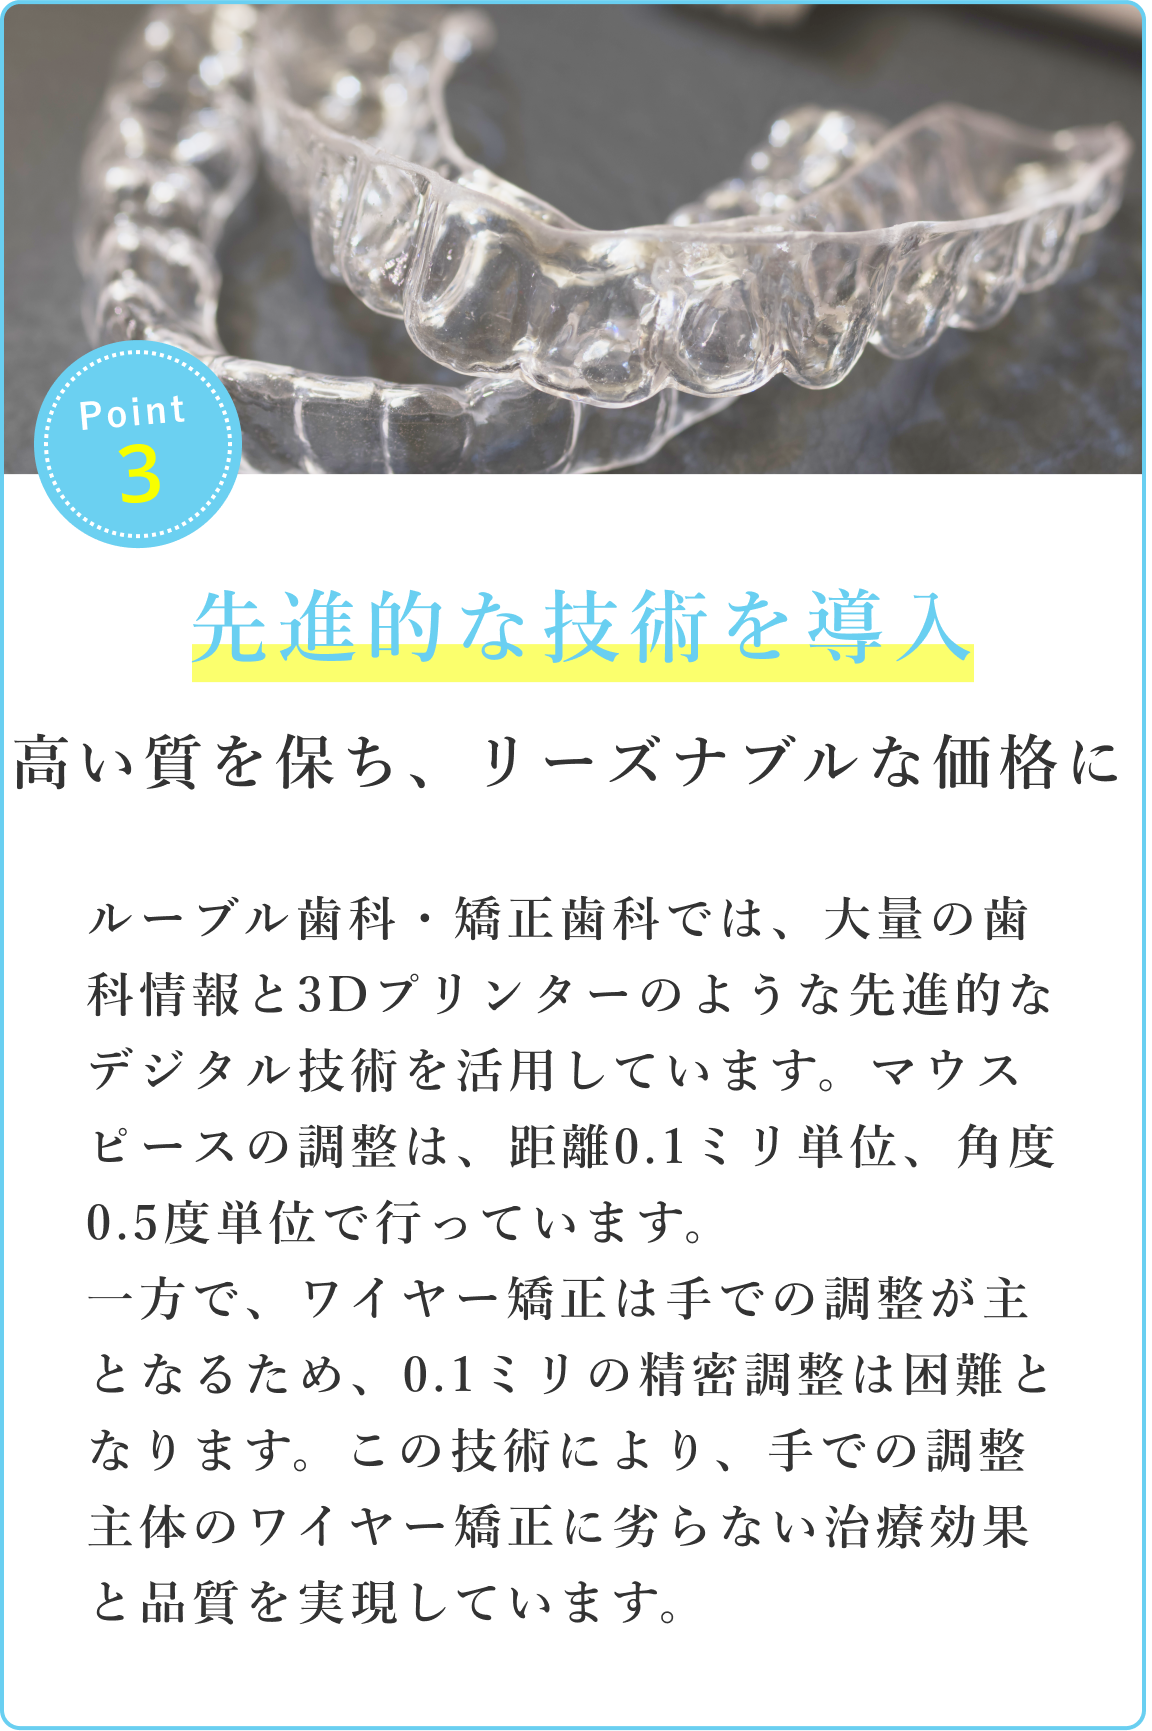 Point
3
先進的な技術を導入
高い質を保ち、リーズナブルな価格に
ルーブル歯科・矯正歯科では、大量の歯
科情報と3Dプリンターのような先進的な
デジタル技術を活用しています。マウス
ピースの調整は、距離0.1ミリ単位、角度
0.5度単位で行っています。
一方で、ワイヤー矯正は手での調整が主
となるため、0.1ミリの精密調整は困難と
なります。この技術により、手での調整
主体のワイヤー矯正に劣らない治療効果
と品質を実現しています。